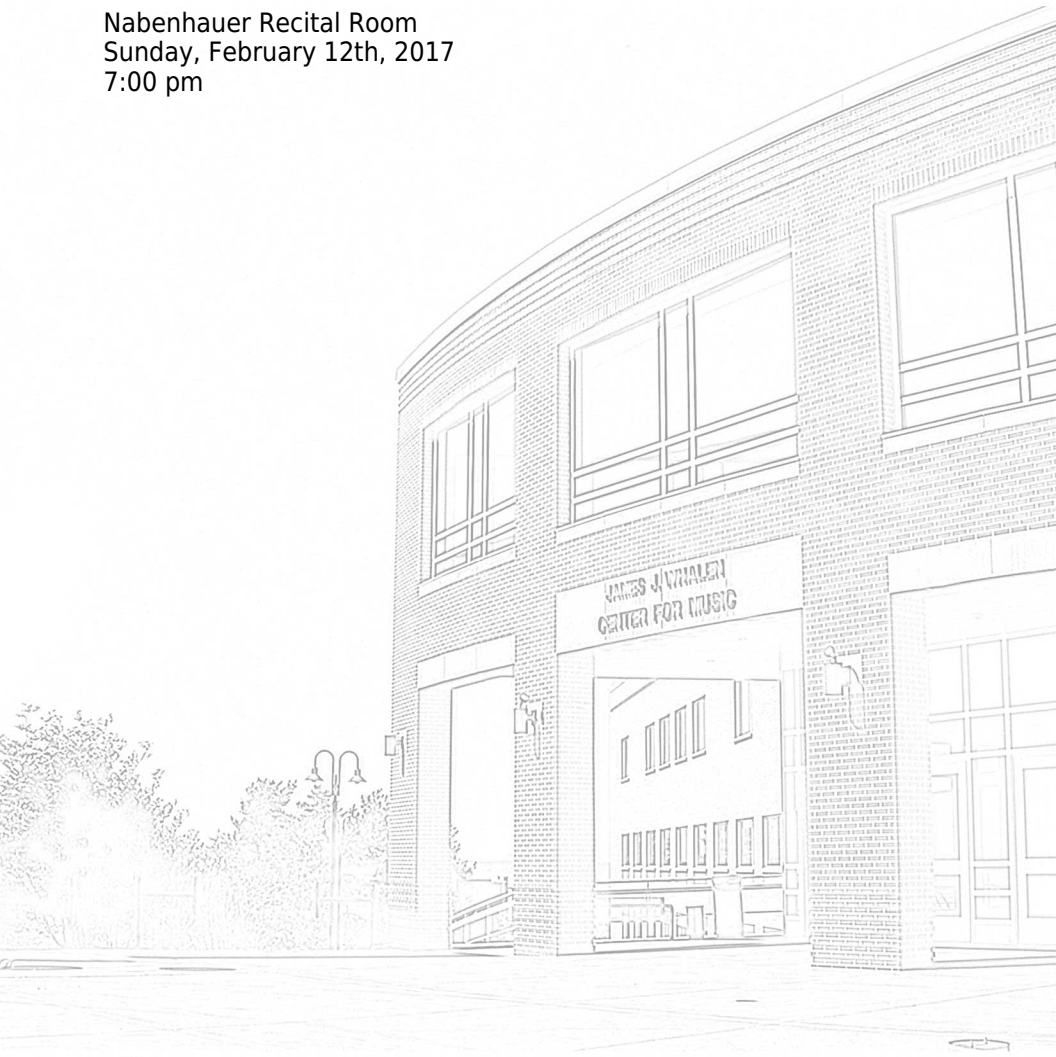 Nabenhauer Recital Room
Sunday, February 12th, 2017
7:00 pm
JAMES J. WHALEN
CENTER FOR MUSIC